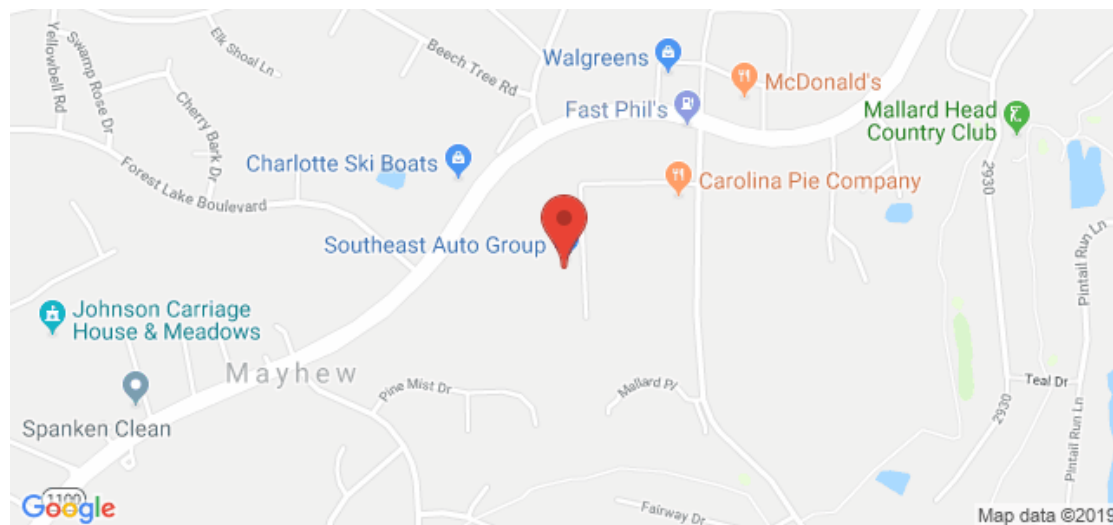 Yellowbell Rd
Swamp Rose Dr
Elk Shoal Ln
Cherry Bark Dr
Forest Lake Boulevard
Beech Tree Rd
Walgreens
McDonald's
Fast Phil's
Mallard Head
Country Club
Charlotte Ski Boats
Carolina Pie Company
2930
Southeast Auto Group
Pintail Run Ln
Johnson Carriage
House & Meadows
Mayhew
Pine Mist Dr
Mallard Pl
Teal Dr
2930
Pintail Run Ln
Spanken Clean
1100
Google
Fairway Dr
Map data ©2019